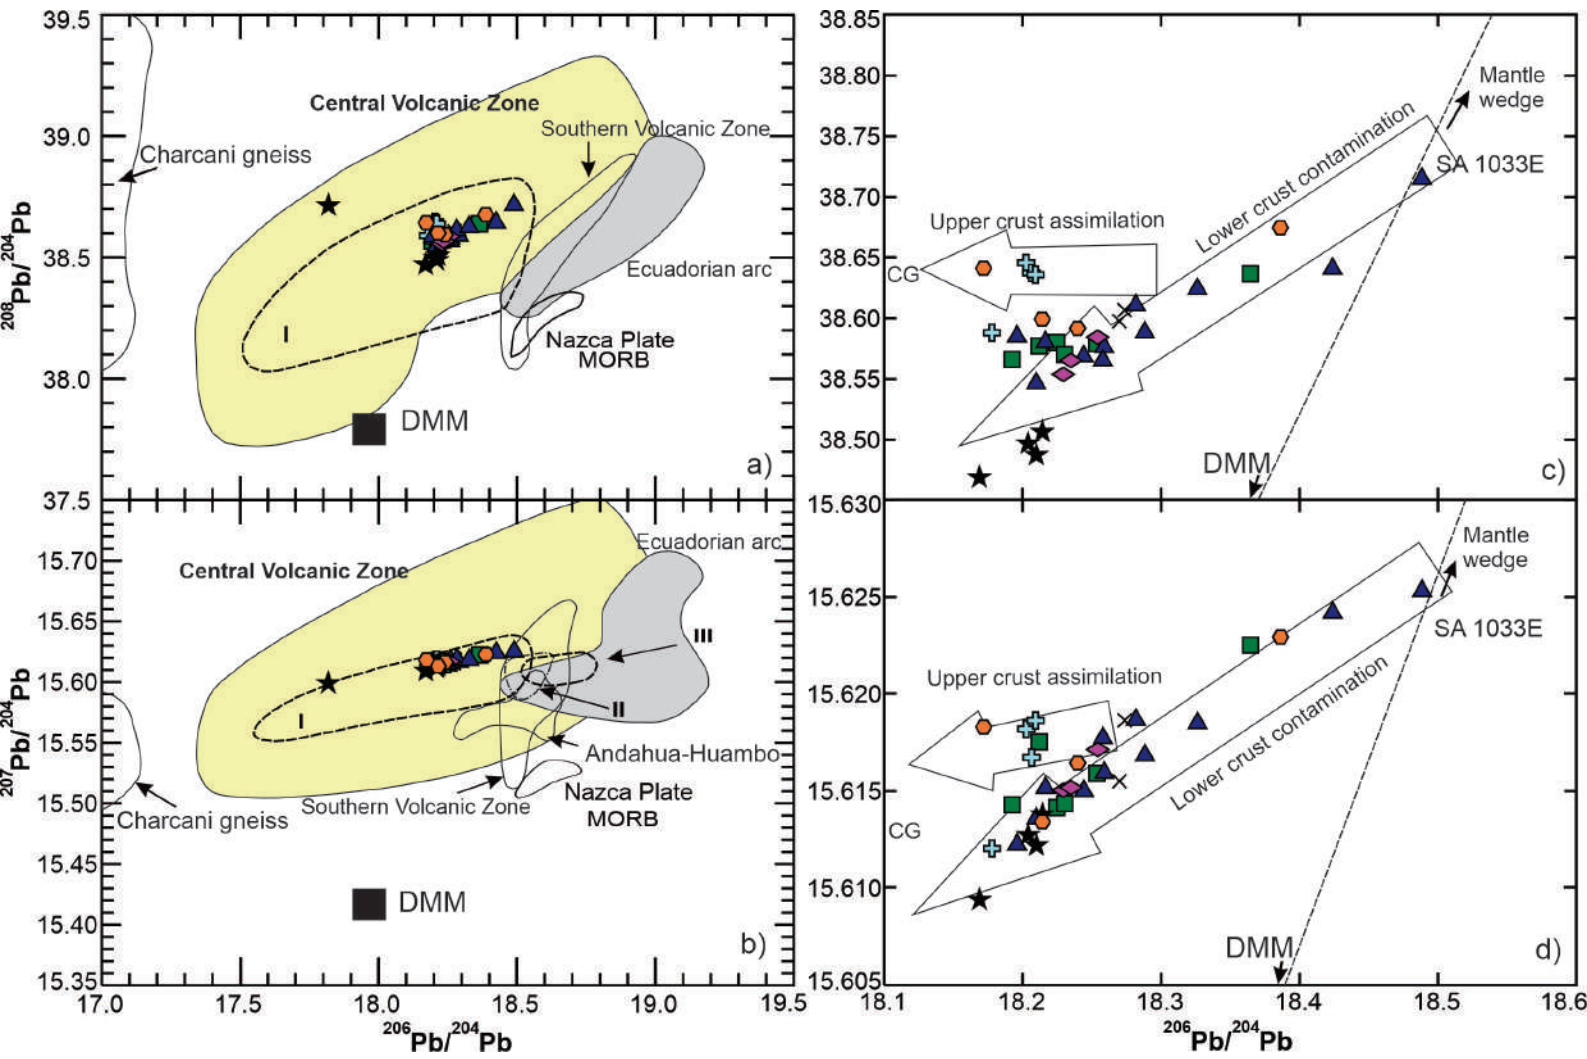 39.5
39.0
38.5
38.0
37.5
208Pb/204Pb
Central Volcanic Zone
Southern Volcanic Zone
Charcani gneiss
Ecuadorian arc
I
Nazca Plate
MORB
DMM
a)
15.70
15.65
15.60
15.55
15.50
15.45
15.40
15.35
207Pb/204Pb
Ecuadorian arc
Central Volcanic Zone
III
I
II
Andahua-Huambo
Nazca Plate
MORB
Southern Volcanic Zone
Charcani gneiss
DMM
b)
17.0
17.5
18.0
18.5
19.0
19.5
206Pb/204Pb
38.85
38.80
38.75
38.70
38.65
38.60
38.55
38.50
Mantle
wedge
Lower crust contamination
SA 1033E
Upper crust assimilation
CG
DMM
c)
15.630
15.625
15.620
15.615
15.610
15.605
Mantle
wedge
SA 1033E
Upper crust assimilation
Lower crust contamination
CG
DMM
d)
18.1
18.2
18.3
18.4
18.5
18.6
206Pb/204Pb